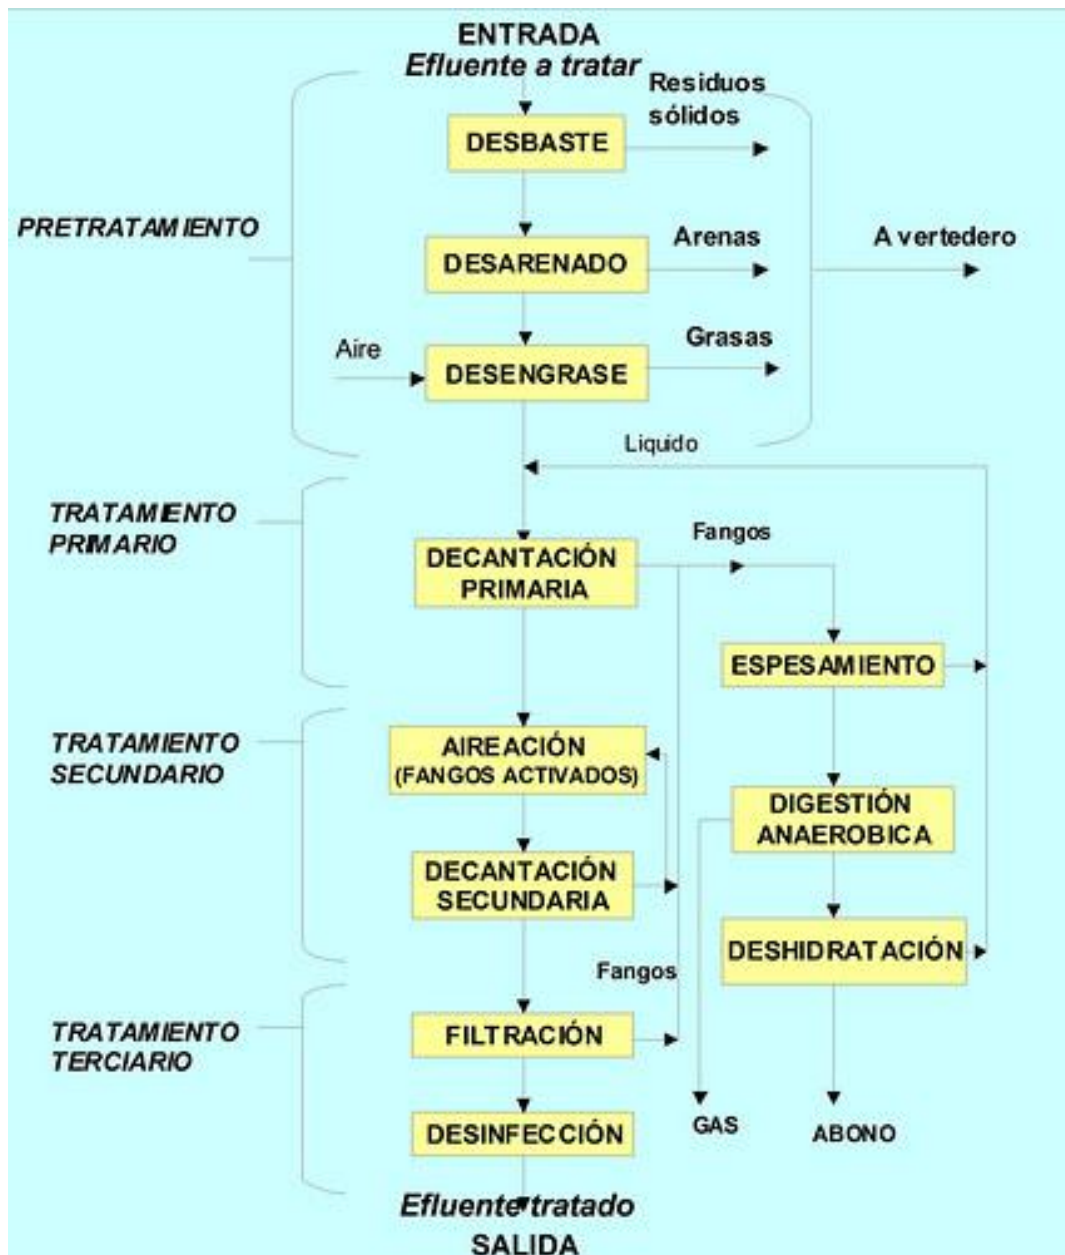 ENTRADA
Efluente a tratar
Residuos
sólidos
DESBASTE
PRETRATAMIENTO
Arenas
A vertedero
DESARENADO
Aire
Grasas
DESENGRASE
Liquido
TRATAMIENTO
PRIMARIO
Fangos
DECANTACIÓN
PRIMARIA
ESPESAMIENTO
TRATAMIENTO
SECUNDARIO
AIREACIÓN
(FANGOS ACTIVADOS)
DIGESTIÓN
ANAEROBICA
DECANTACIÓN
SECUNDARIA
DESHIDRATACIÓN
Fangos
TRATAMIENTO
TERCIARIO
FILTRACIÓN
DESINFECCIÓN
GAS
ABONO
Efluente tratado
SALIDA